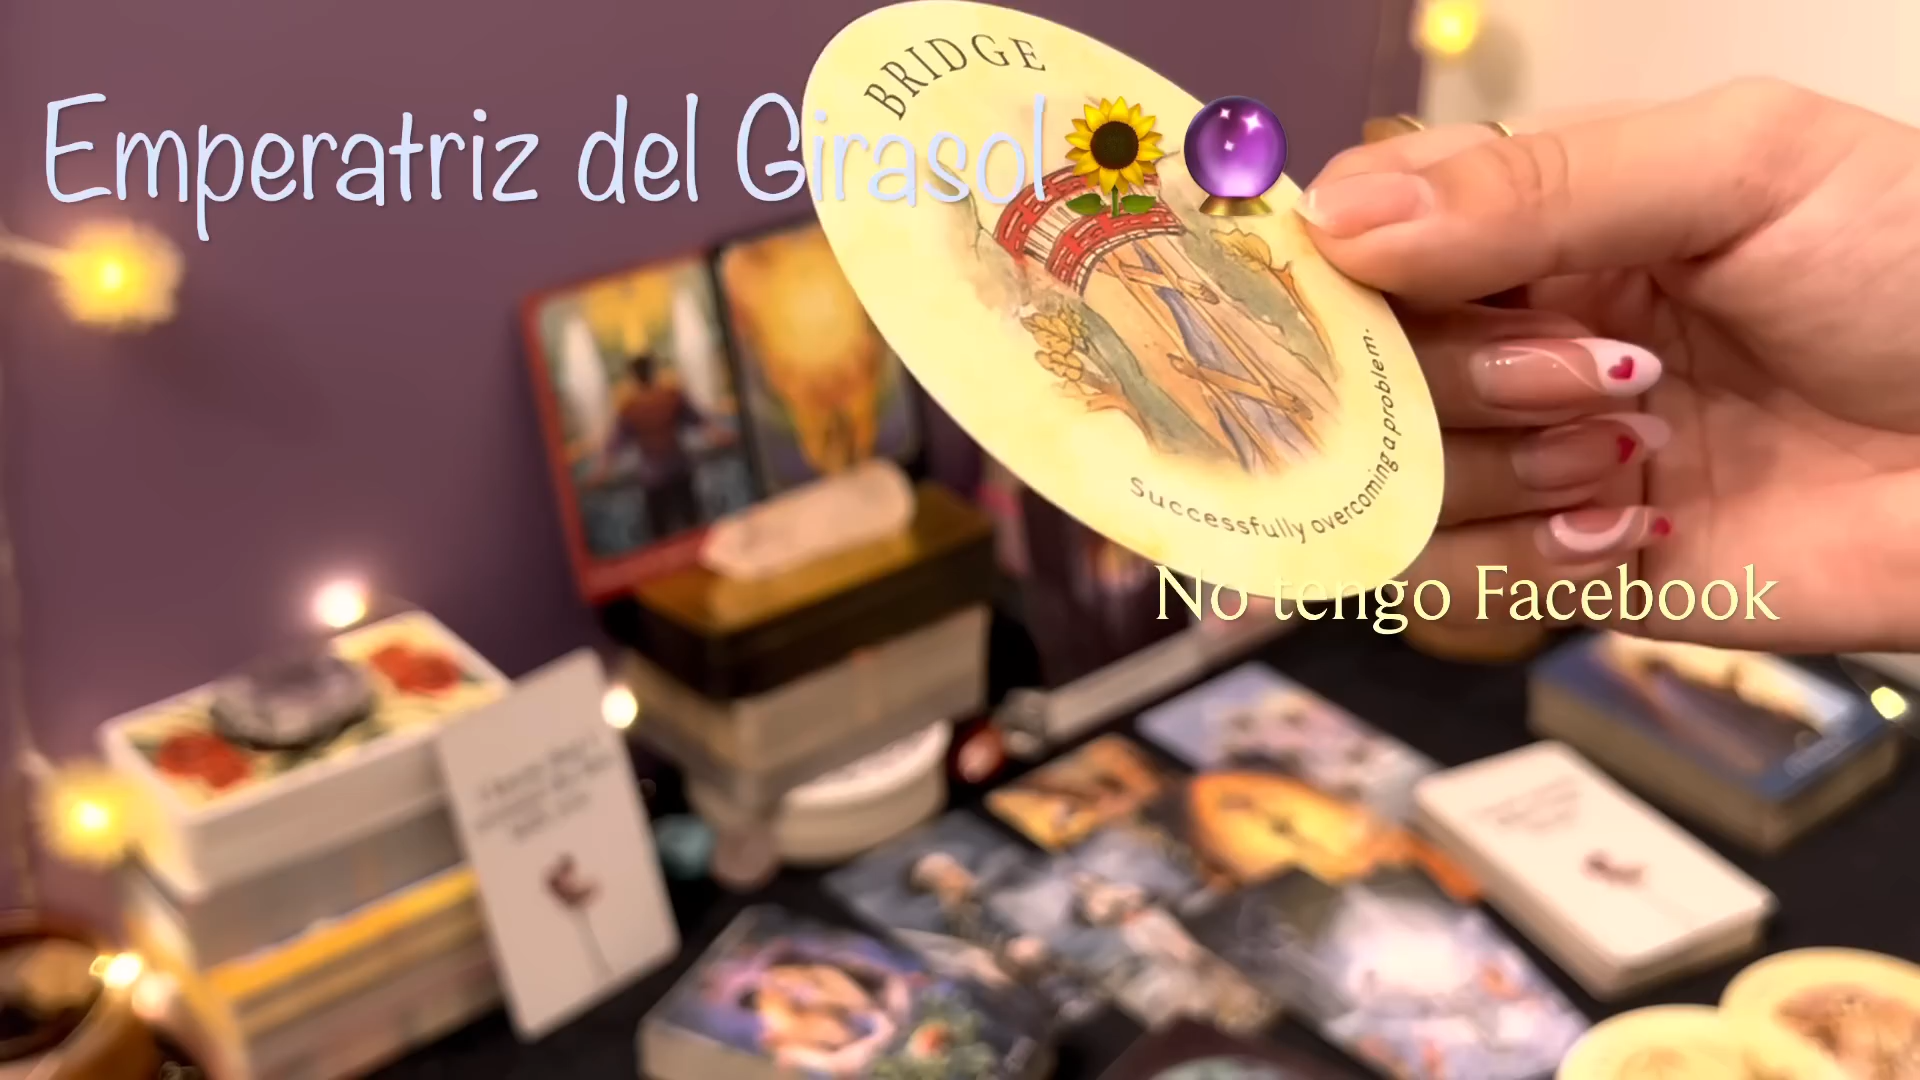 BRIDGE
Emperatriz del Girasol🌻🔮
Successfully overcoming a problem.
No tengo Facebook